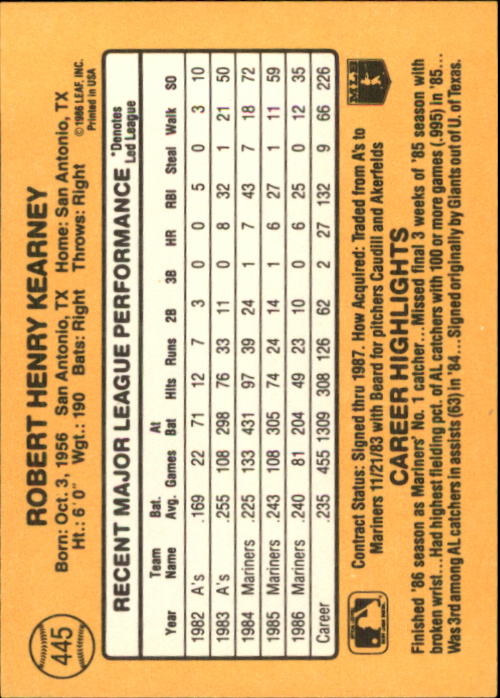 445
ROBERT HENRY KEARNEY
Born: Oct. 3, 1956 San Antonio, TX Home: San Antonio, TX
Ht.: 6' 0" Wgt.: 190 Bats: Right Throws: Right
©1986 LEAF, INC.
Printed in USA
RECENT MAJOR LEAGUE PERFORMANCE *Denotes Led League
Year Team Name Bat. Avg. Games At Bat Hits Runs 2B 3B HR RBI Steal Walk SO
1982 A's .169 22 71 12 7 3 0 0 5 0 3 10
1983 A's .255 108 298 76 33 11 0 8 32 1 21 50
1984 Mariners .225 133 431 97 39 24 1 7 43 7 18 72
1985 Mariners .243 108 305 74 24 14 1 6 27 1 11 59
1986 Mariners .240 81 204 49 23 10 0 6 25 0 12 35
Career .235 455 1309 308 126 62 2 27 132 9 66 226
Contract Status: Signed thru 1987. How Acquired: Traded from A's to
Mariners 11/21/83 with Beard for pitchers Caudill and Akerfelds
CAREER HIGHLIGHTS
Finished '86 season as Mariners' No. 1 catcher...Missed final 3 weeks of '85 season with
broken wrist...Had highest fielding pct. of AL catchers with 100 or more games (.995) in '85...
Was 3rd among AL catchers in assists (63) in '84...Signed originally by Giants out of U. of Texas.